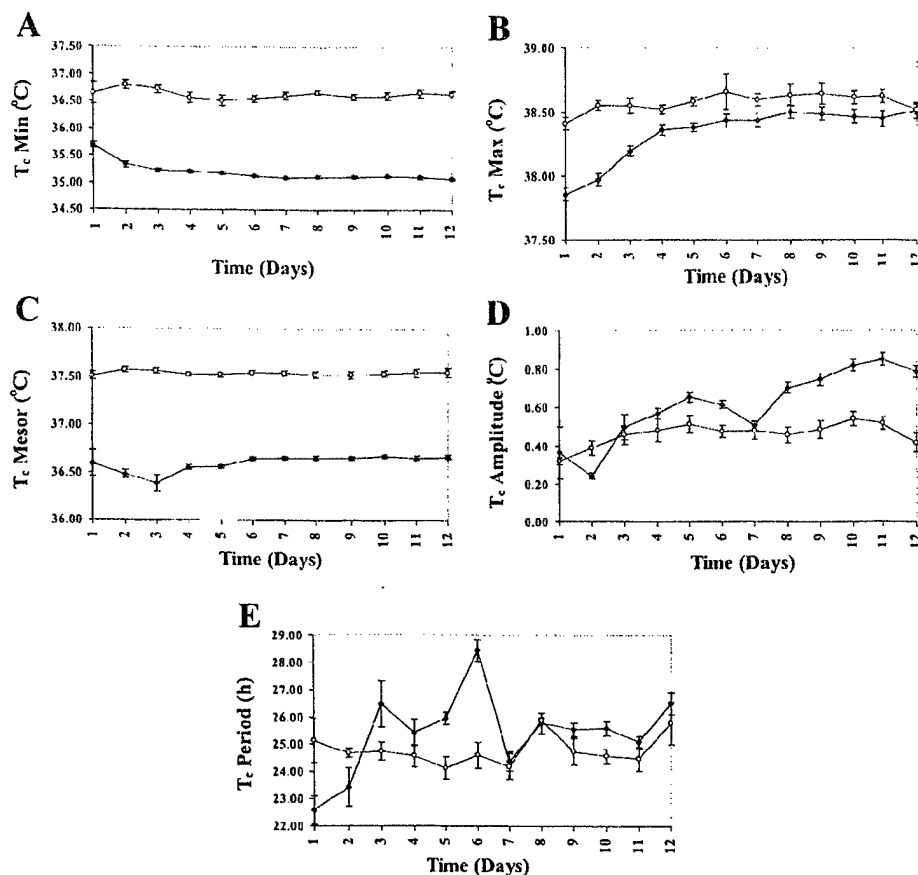 A
37.50
37.00
36.50
36.00
35.50
35.00
34.50
T_c Min (°C)
1 2 3 4 5 6 7 8 9 10 11 12
Time (Days)
B
39.00
38.50
38.00
37.50
T_c Max (°C)
1 2 3 4 5 6 7 8 9 10 11 12
Time (Days)
C
38.00
37.50
37.00
36.50
36.00
T_c Mesor (°C)
1 2 3 4 5 6 7 8 9 10 11 12
Time (Days)
D
1.00
0.80
0.60
0.40
0.20
0.00
T_c Amplitude (°C)
1 2 3 4 5 6 7 8 9 10 11 12
Time (Days)
E
29.00
28.00
27.00
26.00
25.00
24.00
23.00
22.00
T_c Period (h)
1 2 3 4 5 6 7 8 9 10 11 12
Time (Days)